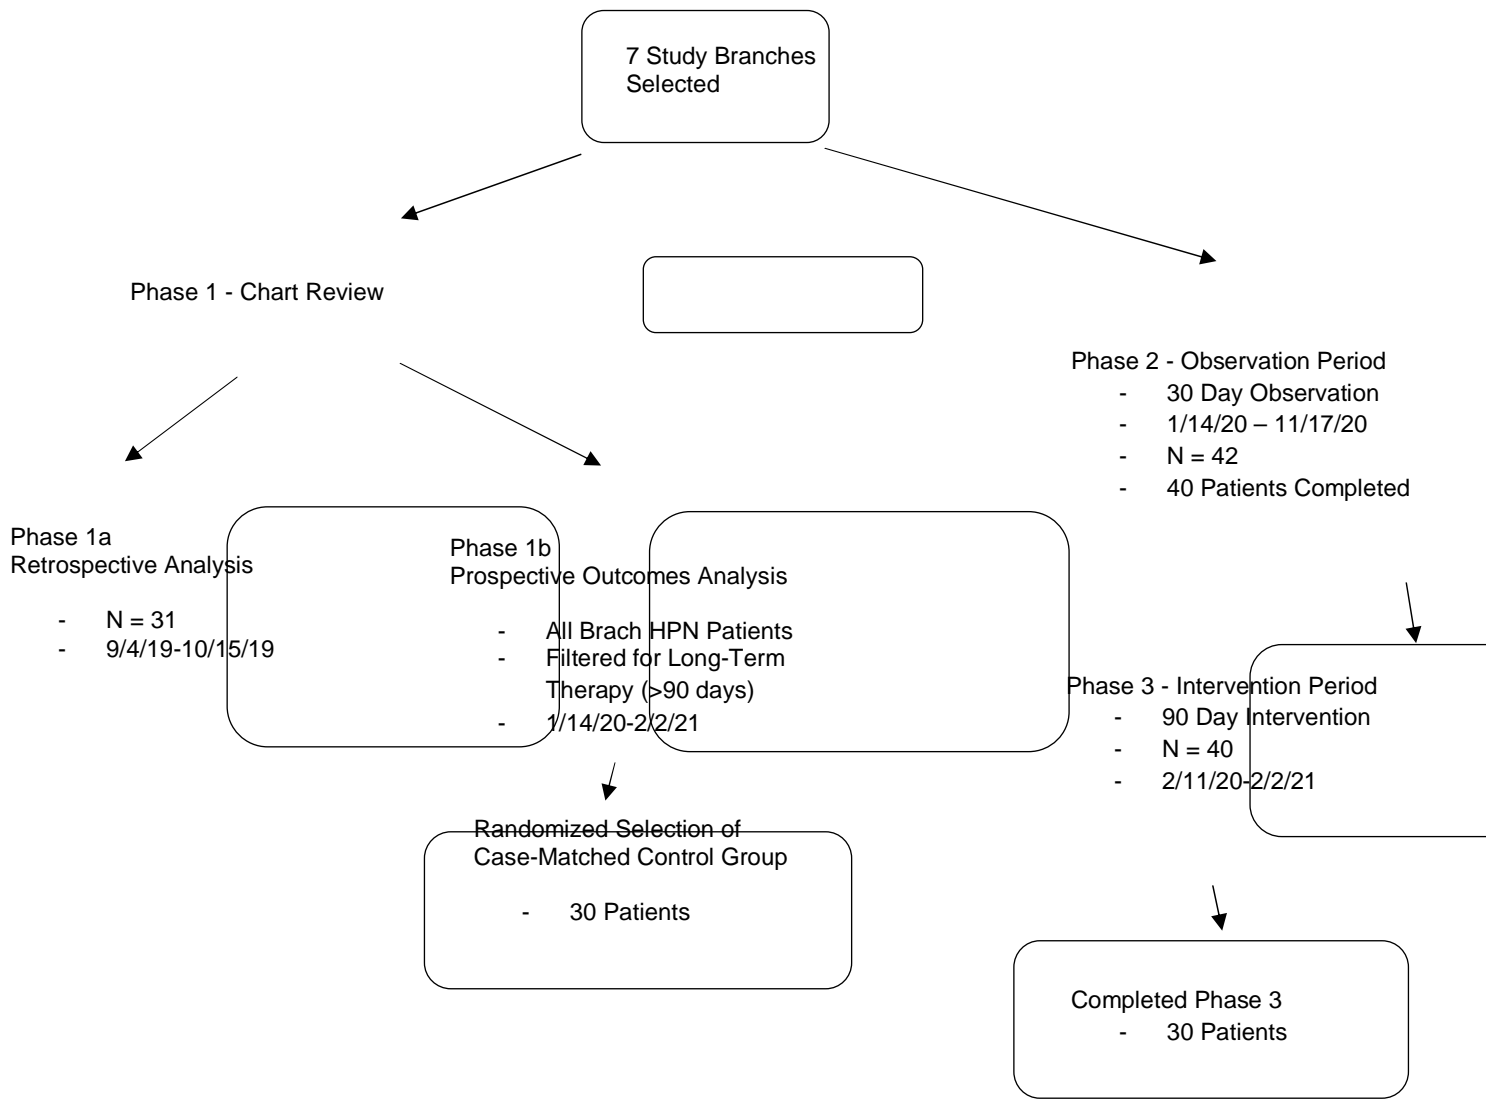 7 Study Branches
Selected
Phase 1 - Chart Review
Phase 2 - Observation Period
- 30 Day Observation
- 1/14/20 – 11/17/20
- N = 42
- 40 Patients Completed
Phase 1a
Retrospective Analysis
- N = 31
- 9/4/19-10/15/19
Phase 1b
Prospective Outcomes Analysis
- All Brach HPN Patients
- Filtered for Long-Term
Therapy (>90 days)
- 1/14/20-2/2/21
Phase 3 - Intervention Period
- 90 Day Intervention
- N = 40
- 2/11/20-2/2/21
Randomized Selection of
Case-Matched Control Group
- 30 Patients
Completed Phase 3
- 30 Patients